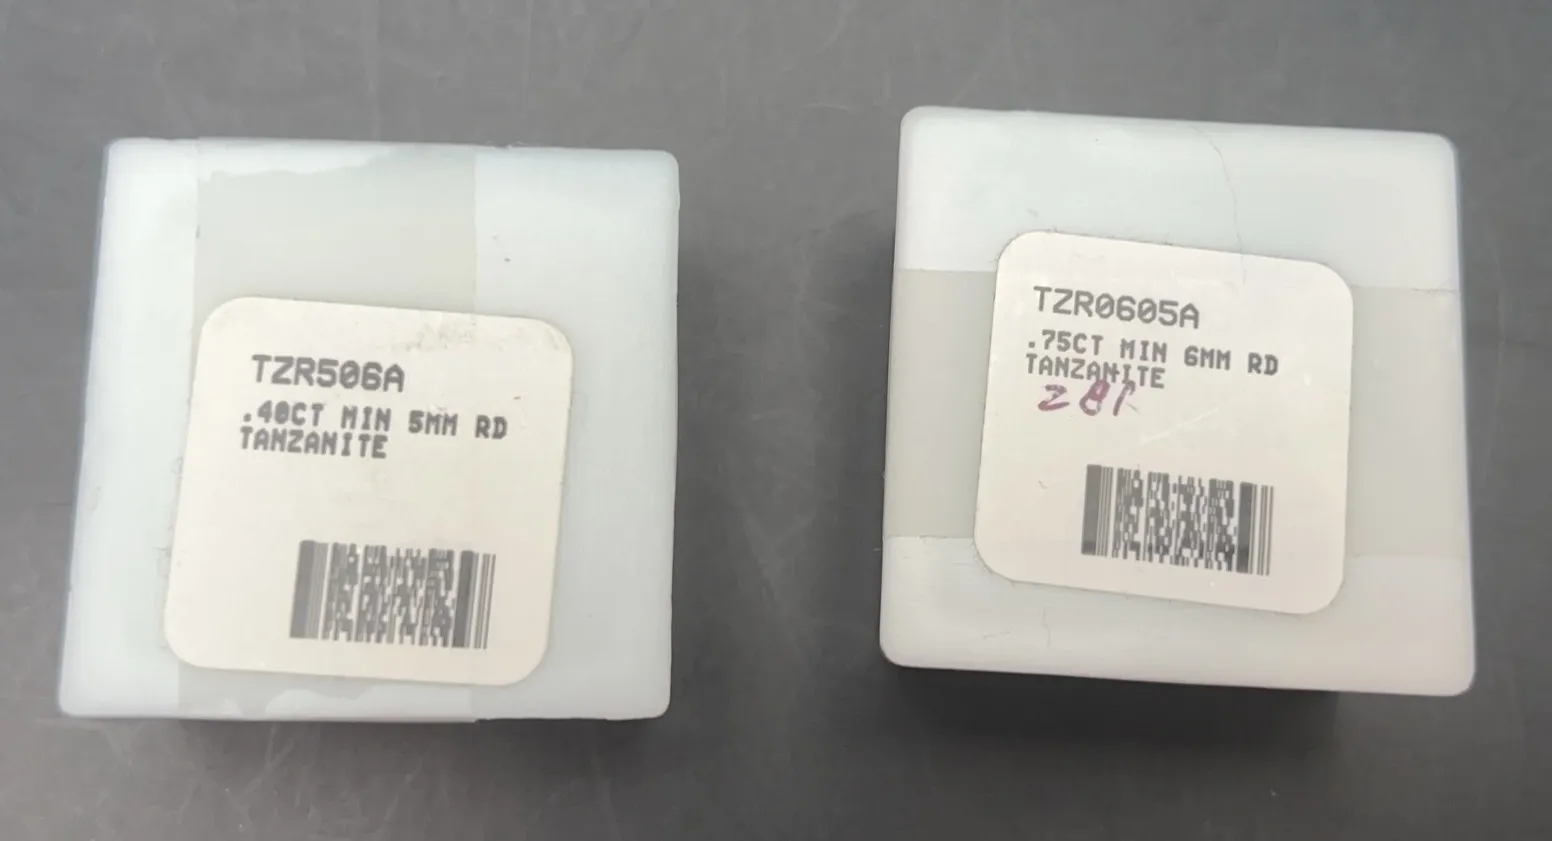 TZR506A
.40CT MIN 5MM RD
TANZANITE
TZR0605A
.75CT MIN 6MM RD
TANZANITE